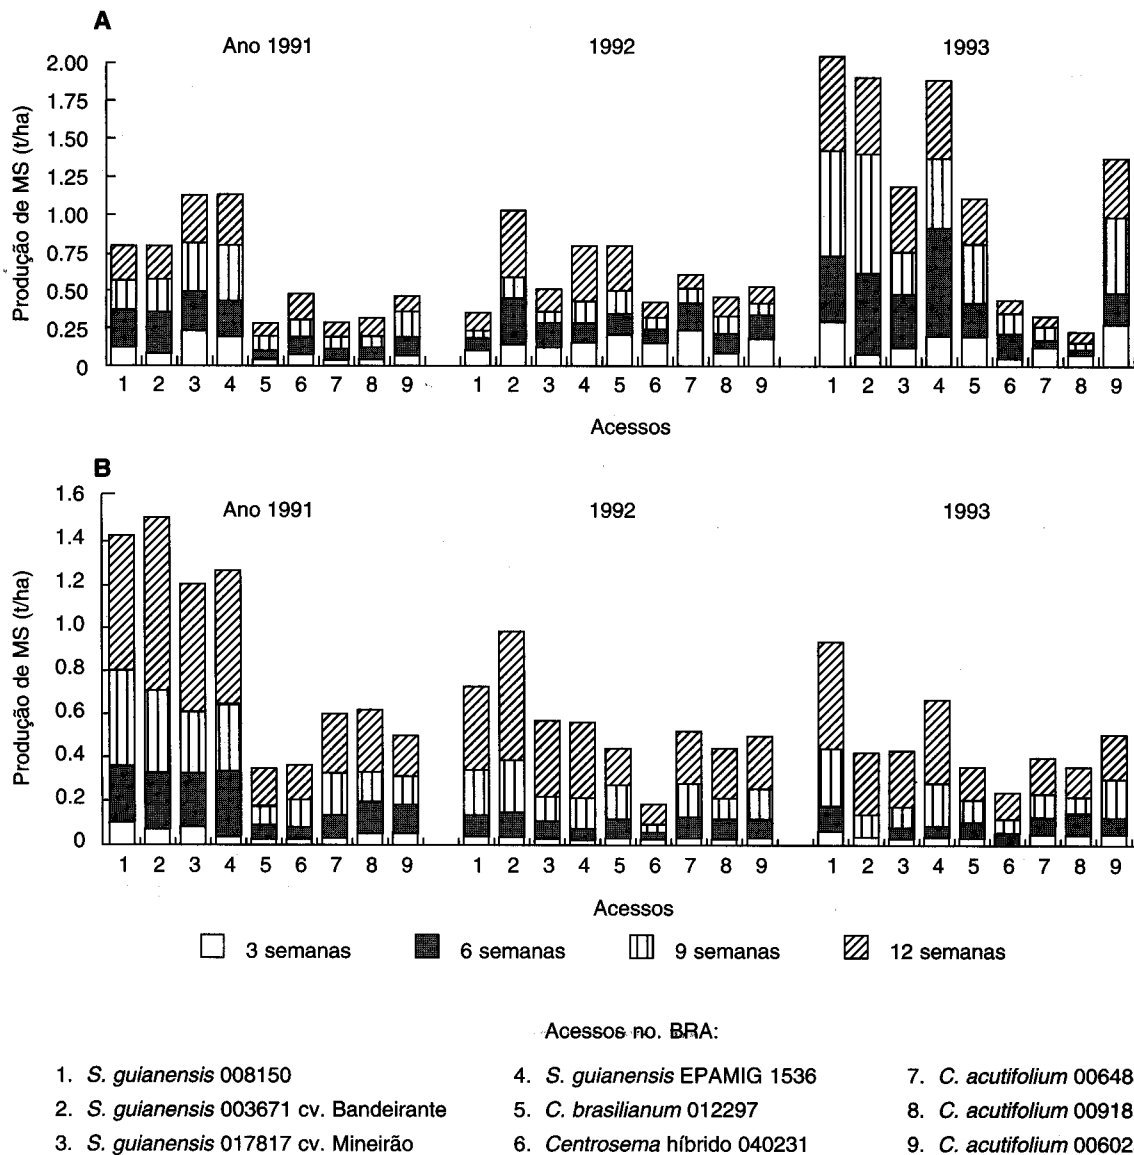 A
Ano 1991 1992 1993
Produção de MS (t/ha)
2.00
1.75
1.50
1.25
1.00
0.75
0.50
0.25
0
1 2 3 4 5 6 7 8 9 1 2 3 4 5 6 7 8 9 1 2 3 4 5 6 7 8 9
Acessos
B
Ano 1991 1992 1993
Produção de MS (t/ha)
1.6
1.4
1.2
1.0
0.8
0.6
0.4
0.2
0
1 2 3 4 5 6 7 8 9 1 2 3 4 5 6 7 8 9 1 2 3 4 5 6 7 8 9
Acessos
3 semanas 6 semanas 9 semanas 12 semanas
Acessos no. BRA:
1. S. guianensis 008150 4. S. guianensis EPAMIG 1536 7. C. acutifolium 00648
2. S. guianensis 003671 cv. Bandeirante 5. C. brasilianum 012297 8. C. acutifolium 00918
3. S. guianensis 017817 cv. Mineirão 6. Centrosema híbrido 040231 9. C. acutifolium 00602